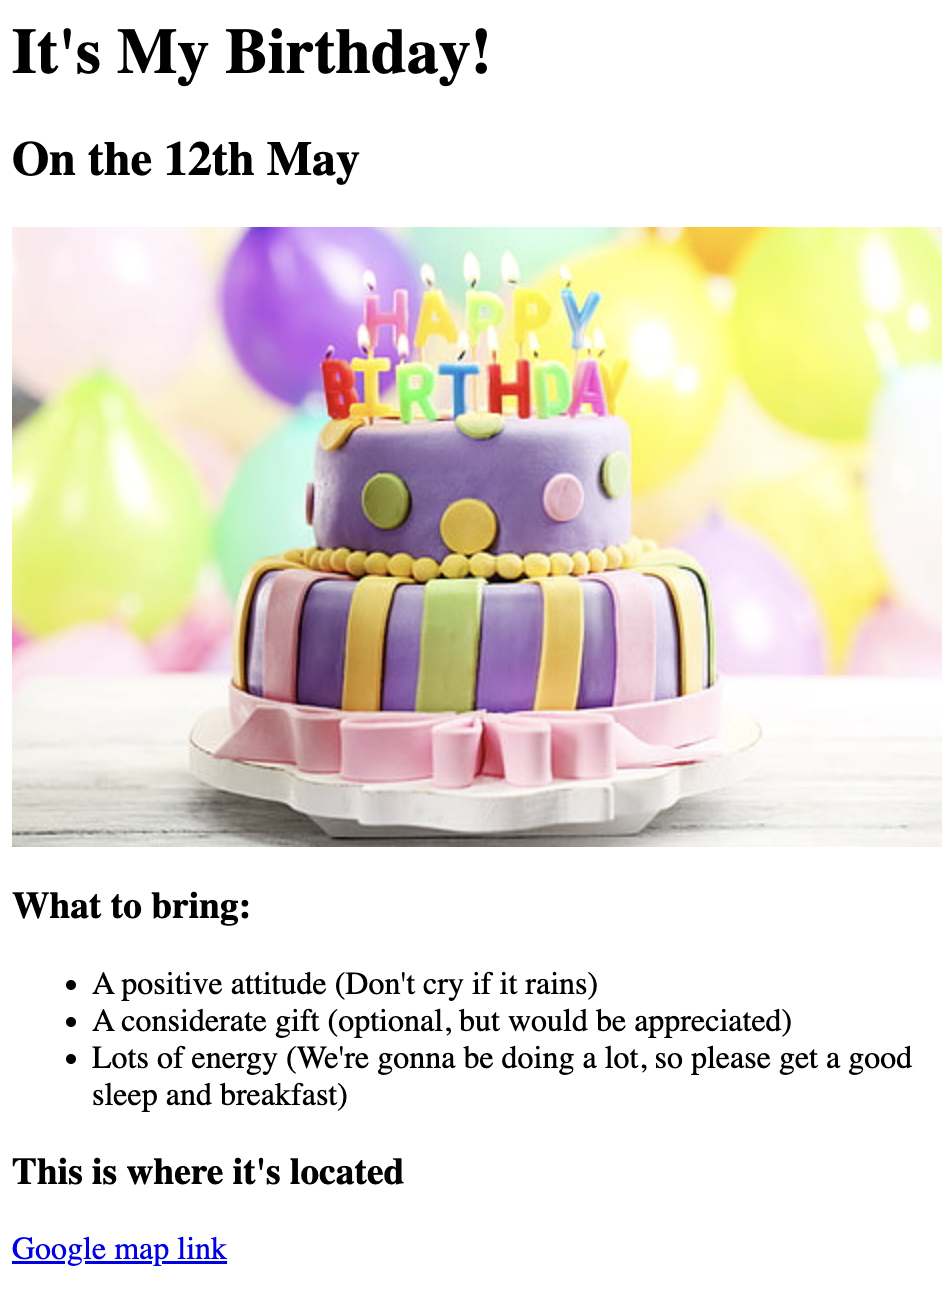 It's My Birthday!
On the 12th May
HAPPY
BIRTHDAY
What to bring:
A positive attitude (Don't cry if it rains)
A considerate gift (optional, but would be appreciated)
Lots of energy (We're gonna be doing a lot, so please get a good
sleep and breakfast)
This is where it's located
Google map link